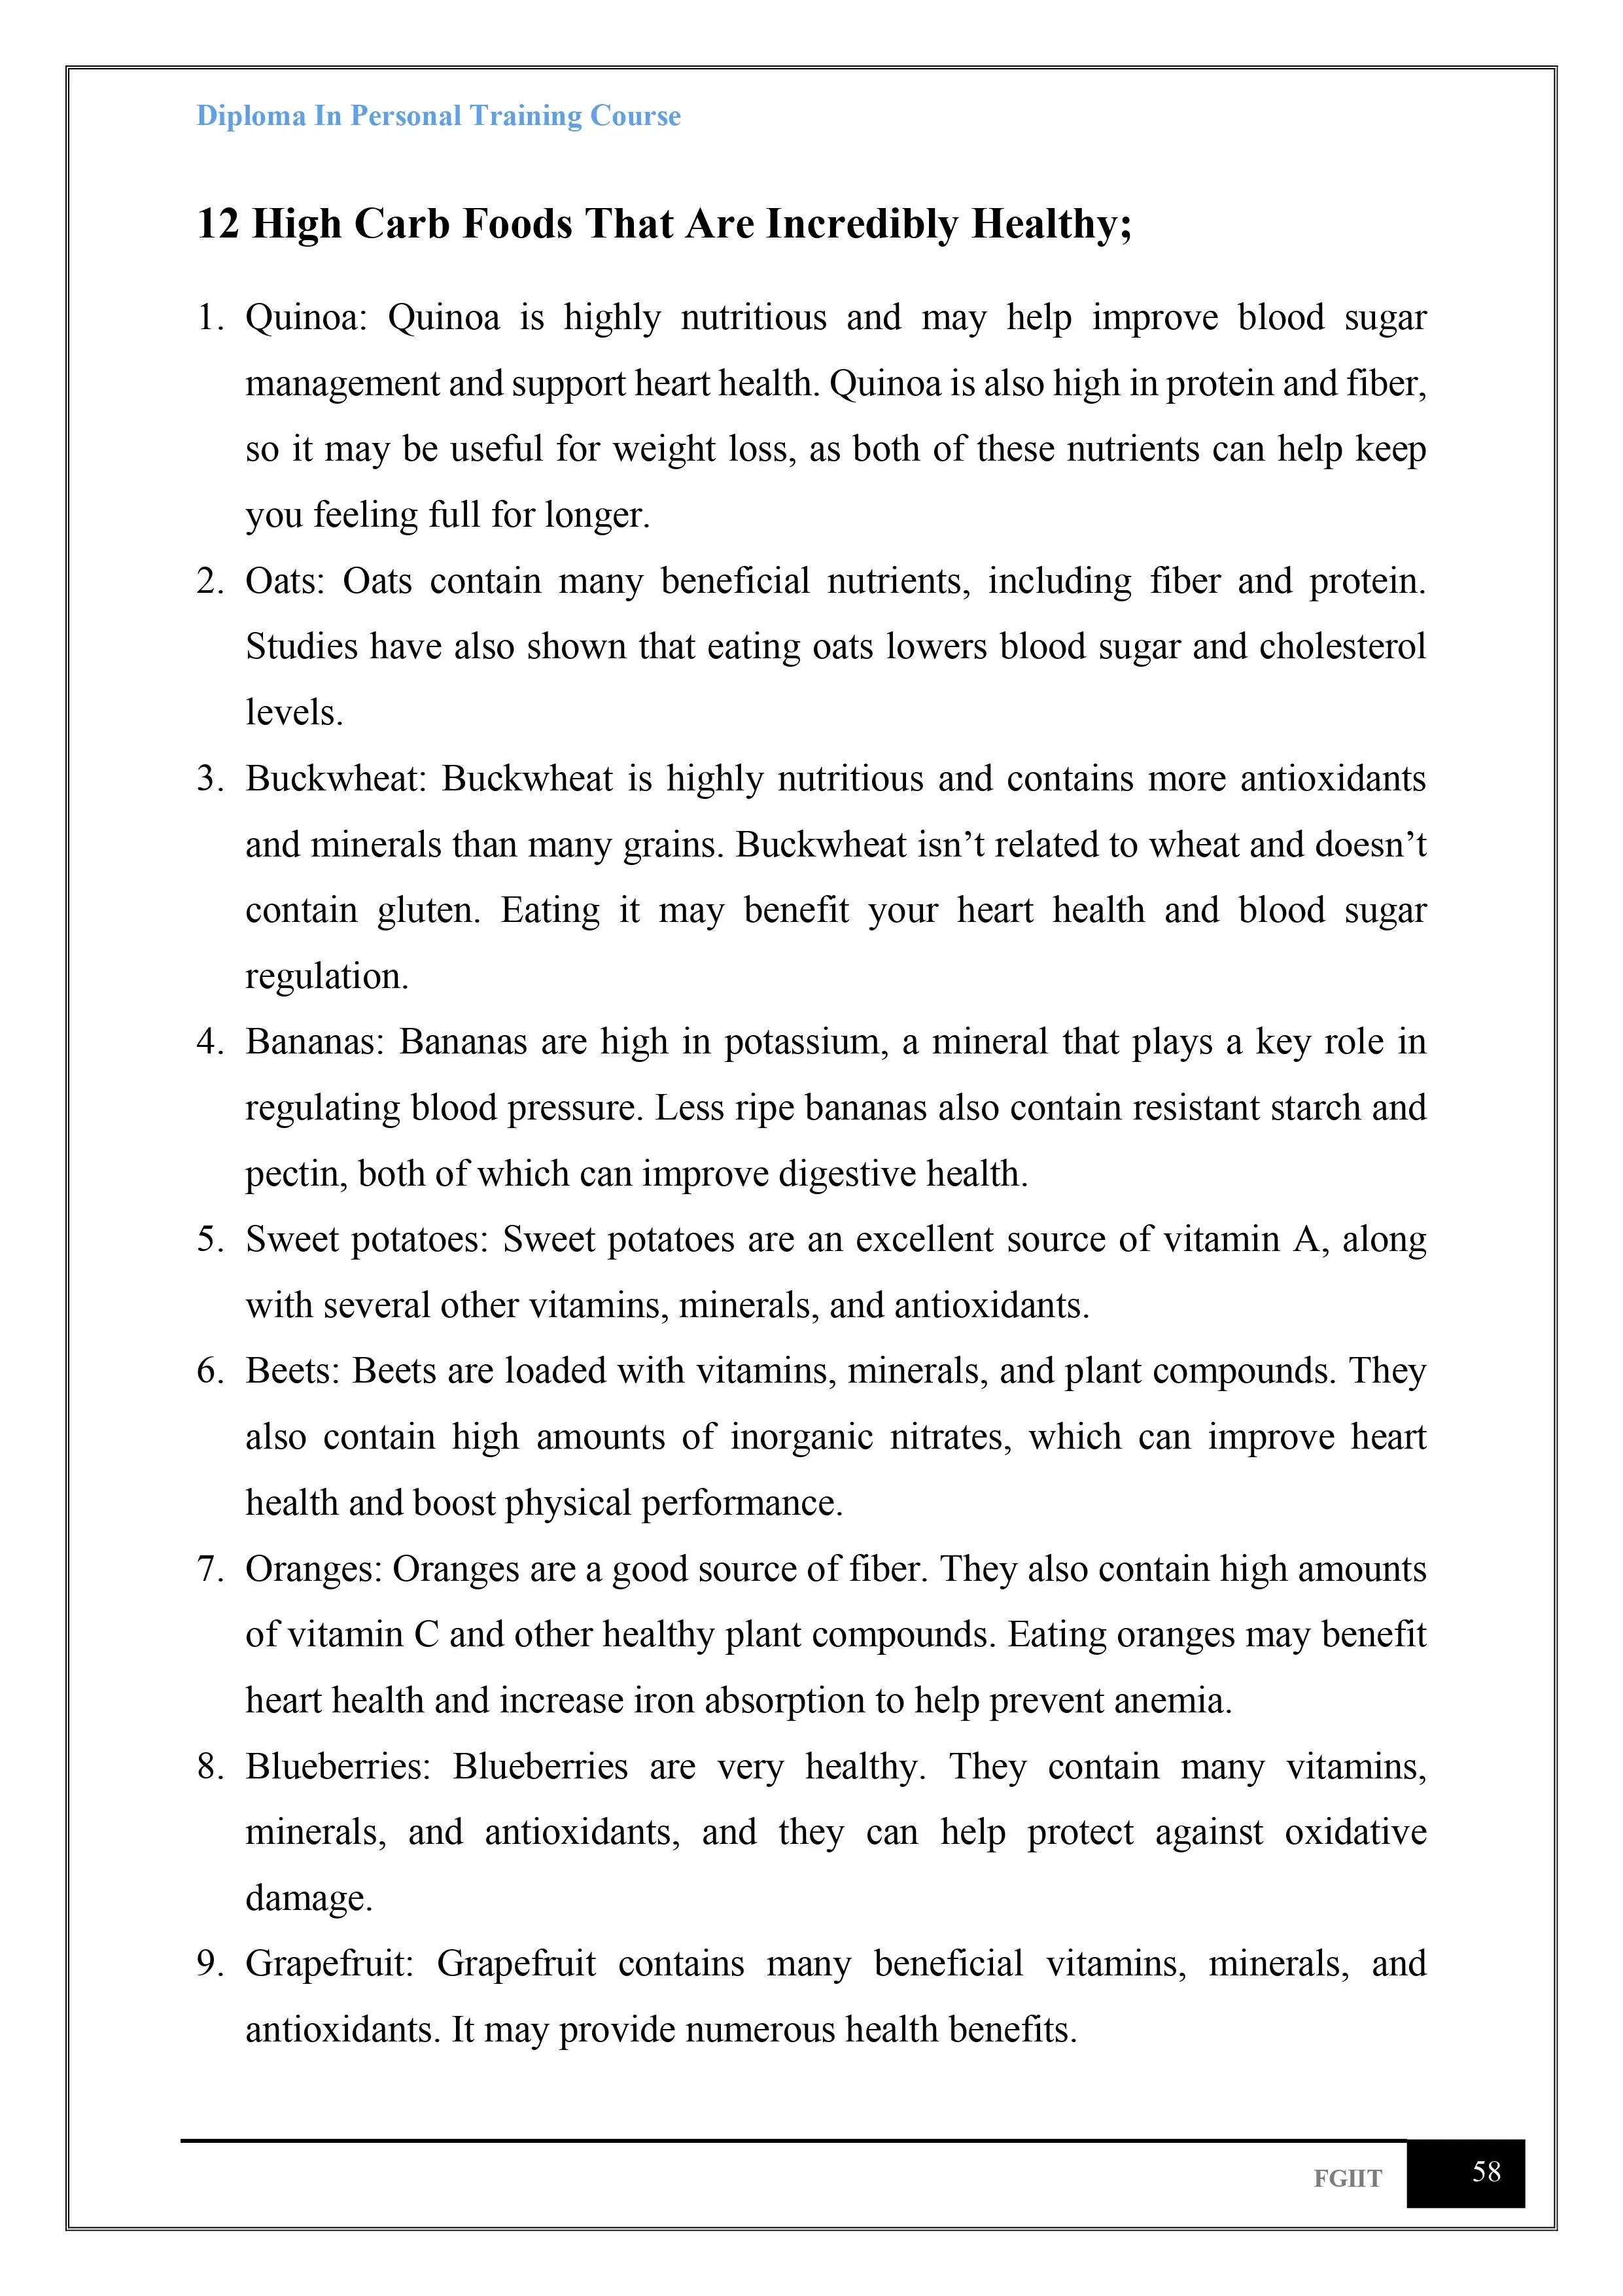 Diploma In Personal Training Course
12 High Carb Foods That Are Incredibly Healthy;
1. Quinoa: Quinoa is highly nutritious and may help improve blood sugar
management and support heart health. Quinoa is also high in protein and fiber,
so it may be useful for weight loss, as both of these nutrients can help keep
you feeling full for longer.
2. Oats: Oats contain many beneficial nutrients, including fiber and protein.
Studies have also shown that eating oats lowers blood sugar and cholesterol
levels.
3. Buckwheat: Buckwheat is highly nutritious and contains more antioxidants
and minerals than many grains. Buckwheat isn’t related to wheat and doesn’t
contain gluten. Eating it may benefit your heart health and blood sugar
regulation.
4. Bananas: Bananas are high in potassium, a mineral that plays a key role in
regulating blood pressure. Less ripe bananas also contain resistant starch and
pectin, both of which can improve digestive health.
5. Sweet potatoes: Sweet potatoes are an excellent source of vitamin A, along
with several other vitamins, minerals, and antioxidants.
6. Beets: Beets are loaded with vitamins, minerals, and plant compounds. They
also contain high amounts of inorganic nitrates, which can improve heart
health and boost physical performance.
7. Oranges: Oranges are a good source of fiber. They also contain high amounts
of vitamin C and other healthy plant compounds. Eating oranges may benefit
heart health and increase iron absorption to help prevent anemia.
8. Blueberries: Blueberries are very healthy. They contain many vitamins,
minerals, and antioxidants, and they can help protect against oxidative
damage.
9. Grapefruit: Grapefruit contains many beneficial vitamins, minerals, and
antioxidants. It may provide numerous health benefits.
FGIIT 58